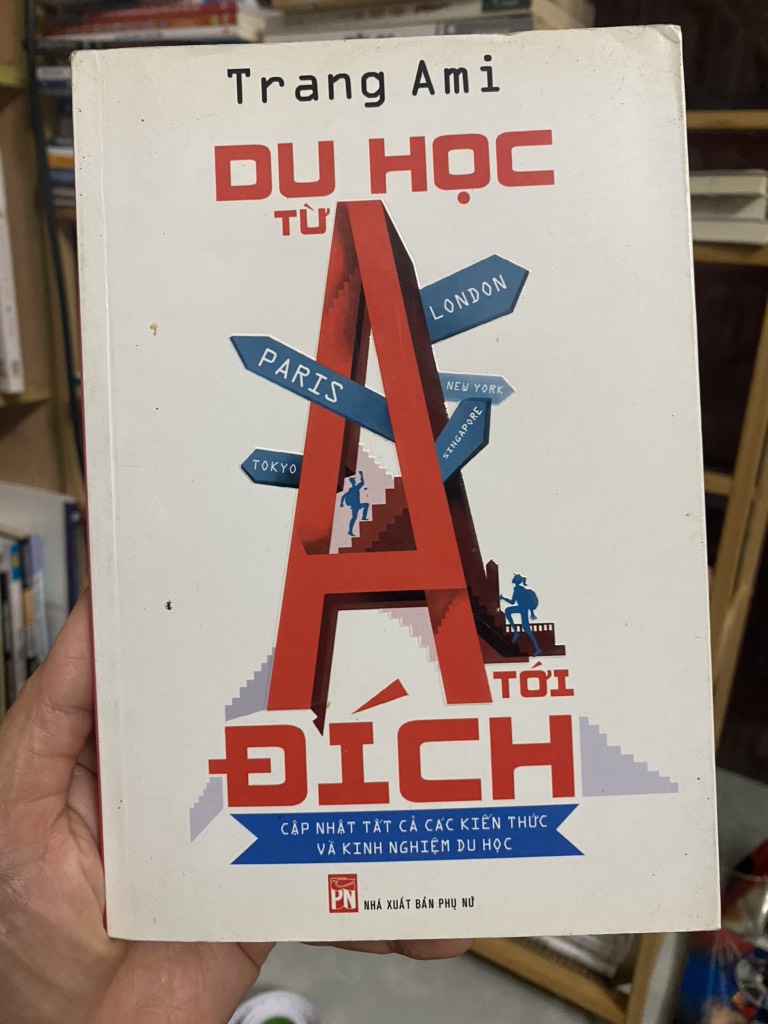 Trang Ami
DU HỌC
TỪ
A
LONDON
PARIS
NEW YORK
SINGAPORE
TOKYO
TỚI
ĐÍCH
CẬP NHẬT TẤT CẢ CÁC KIẾN THỨC
VÀ KINH NGHIỆM DU HỌC
PN
NHÀ XUẤT BẢN PHỤ NỮ